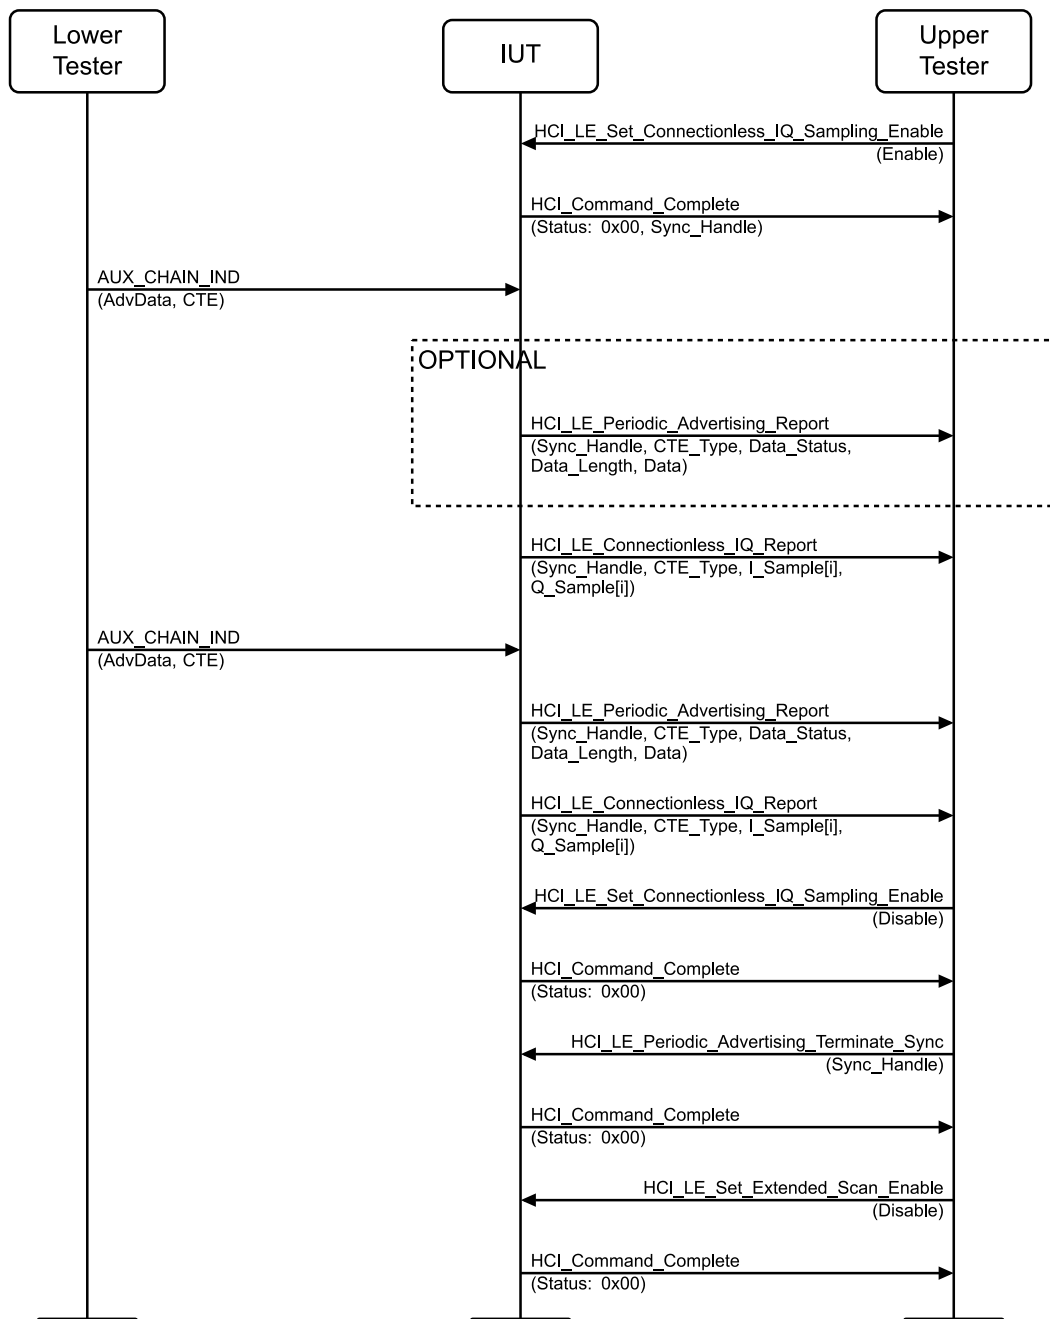 Lower
Tester
IUT
Upper
Tester
HCI_LE_Set_Connectionless_IQ_Sampling_Enable
(Enable)
HCI_Command_Complete
(Status: 0x00, Sync_Handle)
AUX_CHAIN_IND
(AdvData, CTE)
OPTIONAL
HCI_LE_Periodic_Advertising_Report
(Sync_Handle, CTE_Type, Data_Status,
Data_Length, Data)
HCI_LE_Connectionless_IQ_Report
(Sync_Handle, CTE_Type, I_Sample[i],
Q_Sample[i])
AUX_CHAIN_IND
(AdvData, CTE)
HCI_LE_Periodic_Advertising_Report
(Sync_Handle, CTE_Type, Data_Status,
Data_Length, Data)
HCI_LE_Connectionless_IQ_Report
(Sync_Handle, CTE_Type, I_Sample[i],
Q_Sample[i])
HCI_LE_Set_Connectionless_IQ_Sampling_Enable
(Disable)
HCI_Command_Complete
(Status: 0x00)
HCI_LE_Periodic_Advertising_Terminate_Sync
(Sync_Handle)
HCI_Command_Complete
(Status: 0x00)
HCI_LE_Set_Extended_Scan_Enable
(Disable)
HCI_Command_Complete
(Status: 0x00)